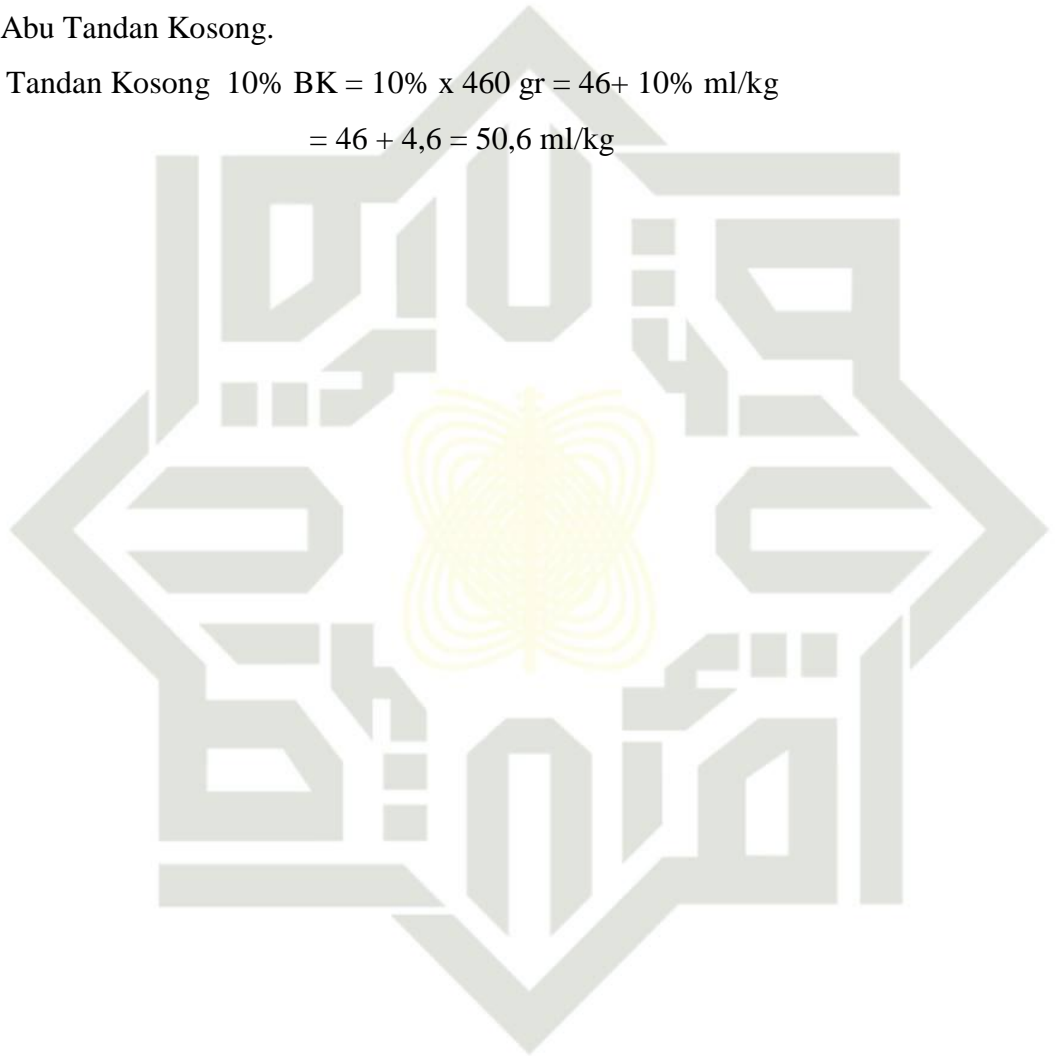 Abu Tandan Kosong.
Tandan Kosong 10% BK = 10% x 460 gr = 46+ 10% ml/kg
= 46 + 4,6 = 50,6 ml/kg